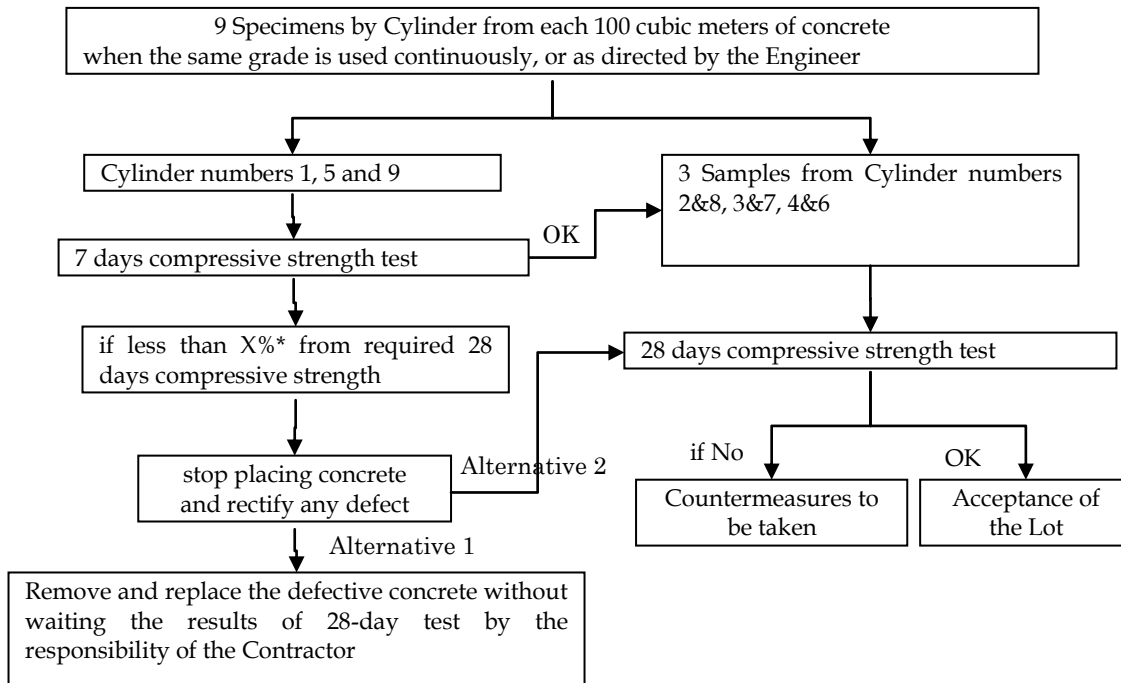 9 Specimens by Cylinder from each 100 cubic meters of concrete
when the same grade is used continuously, or as directed by the Engineer
Cylinder numbers 1, 5 and 9
3 Samples from Cylinder numbers
2&8, 3&7, 4&6
OK
7 days compressive strength test
if less than X%* from required 28
days compressive strength
28 days compressive strength test
stop placing concrete
and rectify any defect
Alternative 2
if No
OK
Countermeasures to
be taken
Acceptance of
the Lot
Alternative 1
Remove and replace the defective concrete without
waiting the results of 28-day test by the
responsibility of the Contractor